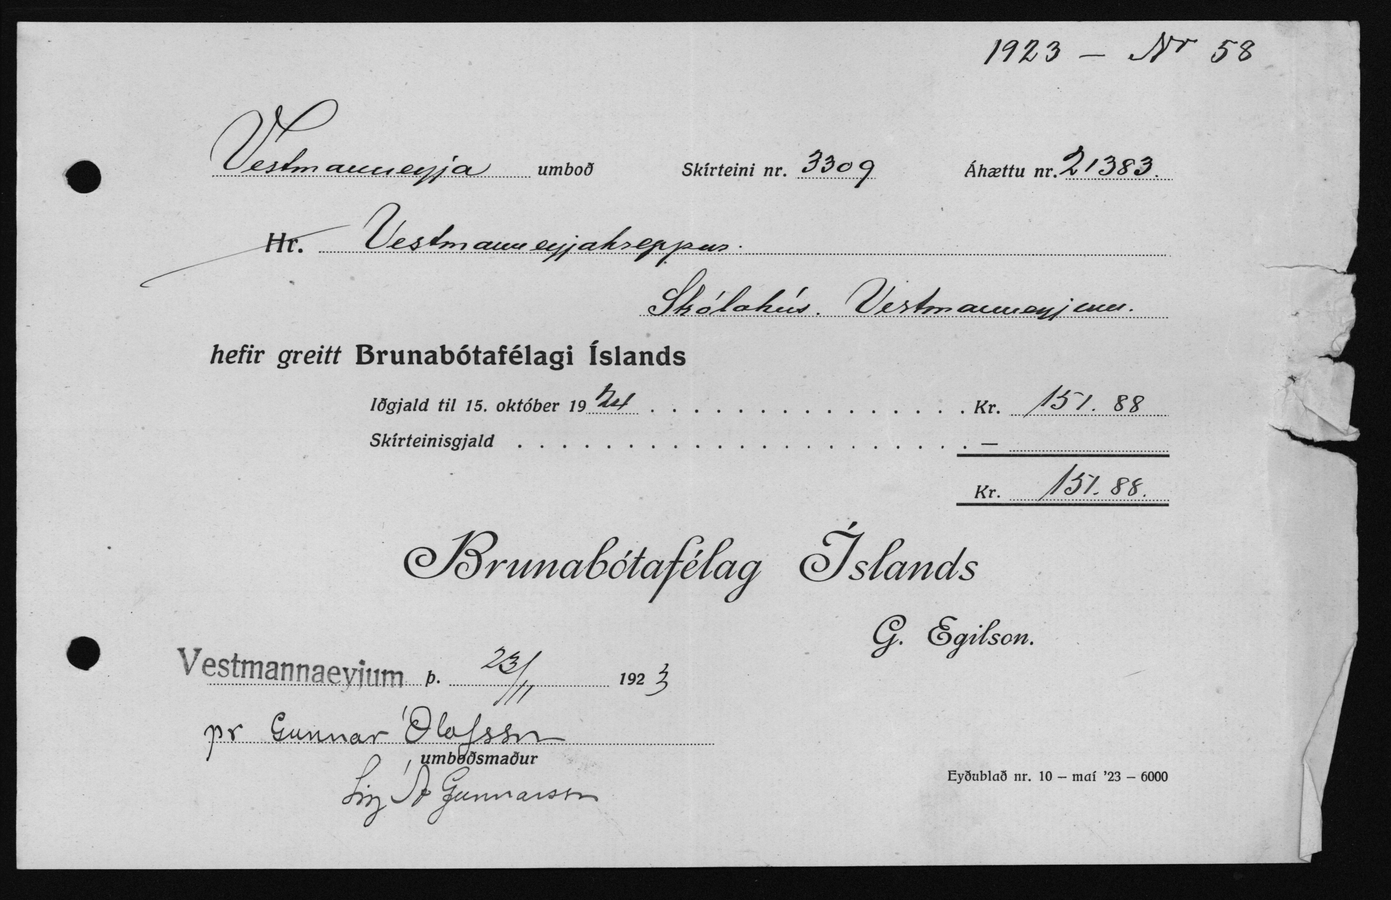 1923 — Nr 58
Vestmanneyja umboð Skírteini nr. 3309 Áhættu nr. 21383.
Hr. Vestmanneyjahreppur.
Skólahús. Vestmanneyjum.
hefir greitt Brunabótafélagi Íslands
Iðgjald til 15. október 1924 . . . . . . . . . . . . . . . Kr. 151. 88
Skírteinisgjald . . . . . . . . . . . . . . . . . . . —
Kr. 151. 88.
Brunabótafélag Íslands
G. Egilson.
Vestmannaeyjum þ. 23/11 1923
pr Gunnar Ólafsson
umboðsmaður
Gunnarsson
Eyðublað nr. 10 – maí '23 – 6000